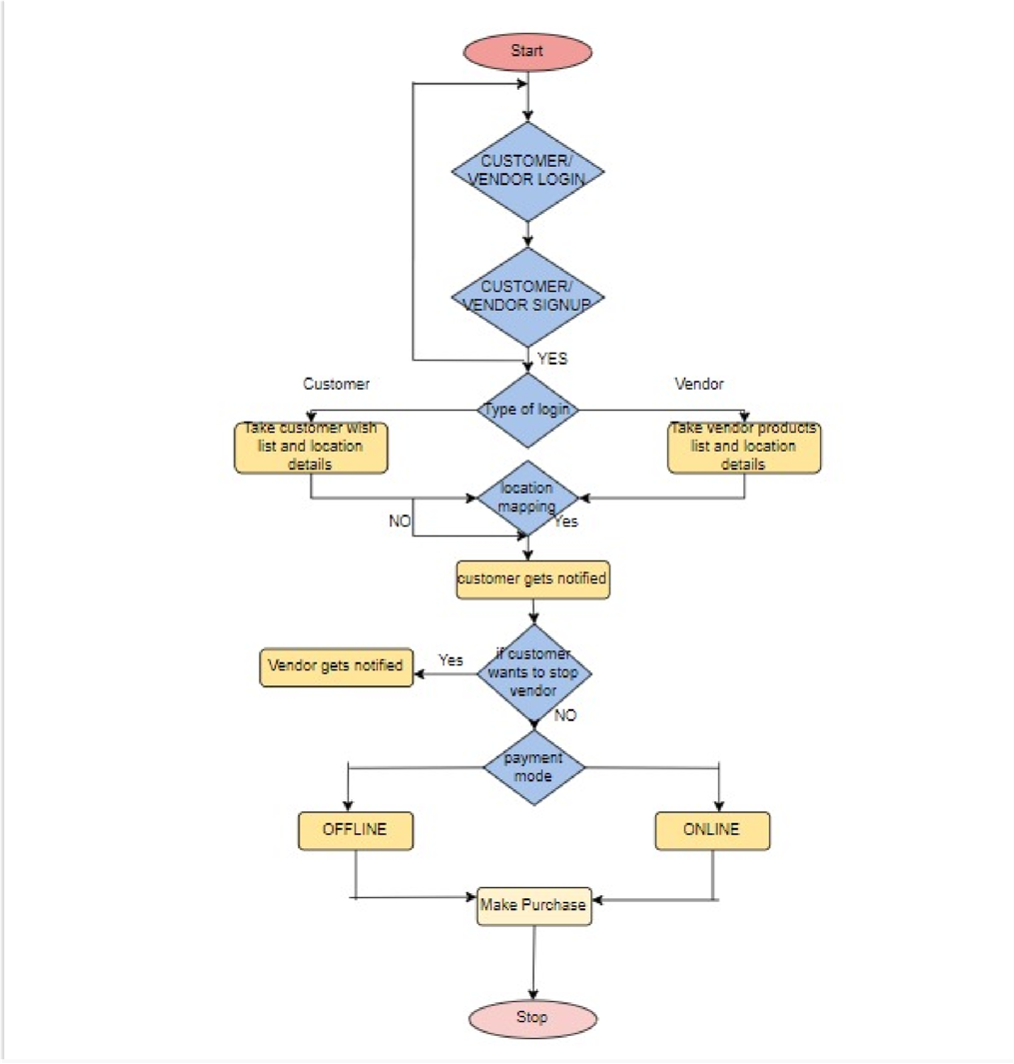 Start
CUSTOMER/
VENDOR LOGIN
CUSTOMER/
VENDOR SIGNUP
YES
Customer
Vendor
Type of login
Take customer wish
list and location
details
Take vendor products
list and location
details
location
mapping
NO
Yes
customer gets notified
if customer
wants to stop
vendor
Yes
Vendor gets notified
NO
payment
mode
OFFLINE
ONLINE
Make Purchase
Stop